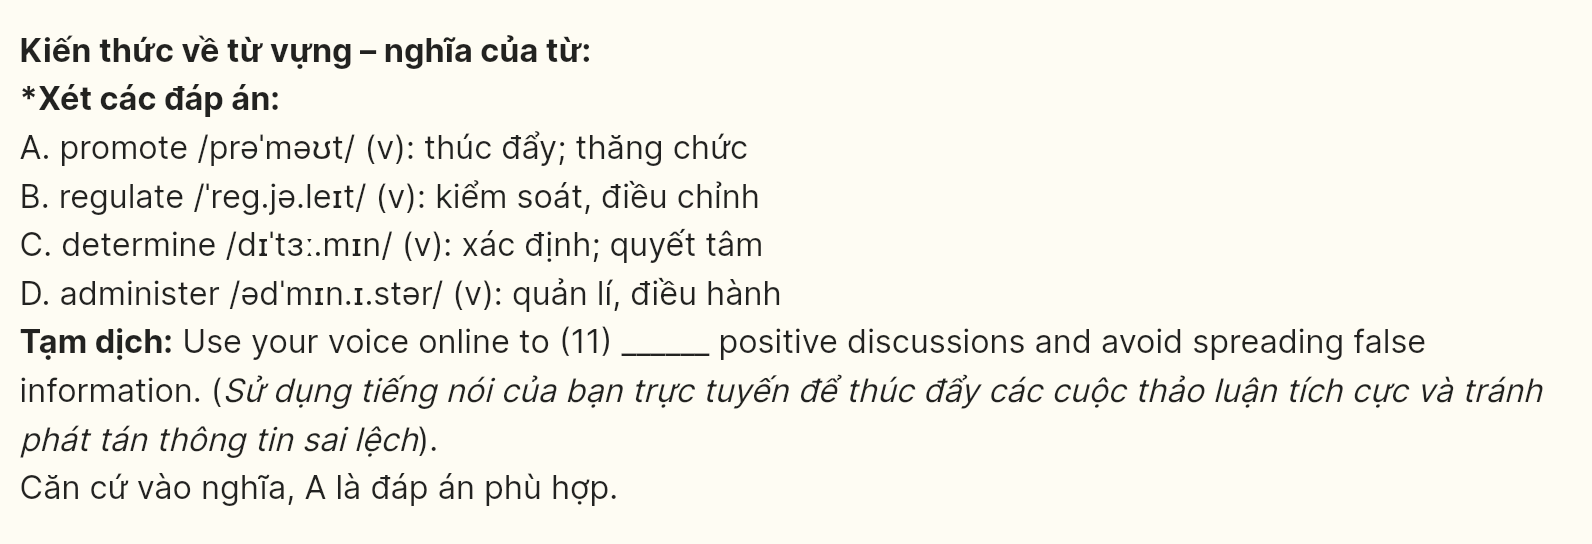 Kiến thức về từ vựng – nghĩa của từ:
*Xét các đáp án:
A. promote /prəˈməʊt/ (v): thúc đẩy; thăng chức
B. regulate /ˈreɡ.jə.leɪt/ (v): kiểm soát, điều chỉnh
C. determine /dɪˈtɜː.mɪn/ (v): xác định; quyết tâm
D. administer /ədˈmɪn.ɪ.stər/ (v): quản lí, điều hành
Tạm dịch: Use your voice online to (11) ______ positive discussions and avoid spreading false
information. (Sử dụng tiếng nói của bạn trực tuyến để thúc đẩy các cuộc thảo luận tích cực và tránh
phát tán thông tin sai lệch).
Căn cứ vào nghĩa, A là đáp án phù hợp.